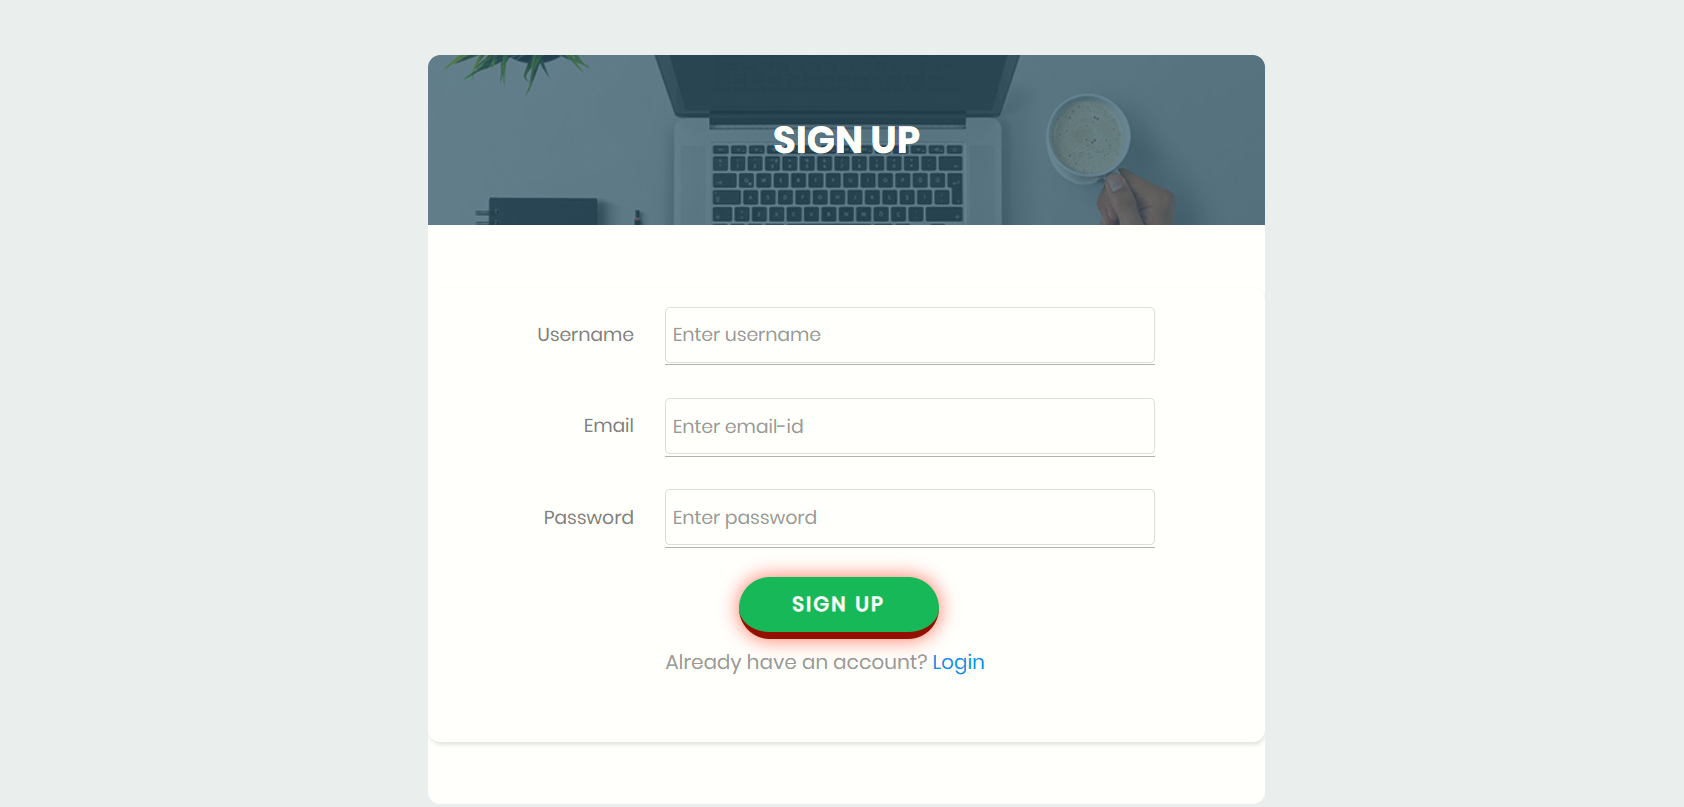 SIGN UP
Username
Enter username
Email
Enter email-id
Password
Enter password
SIGN UP
Already have an account? Login